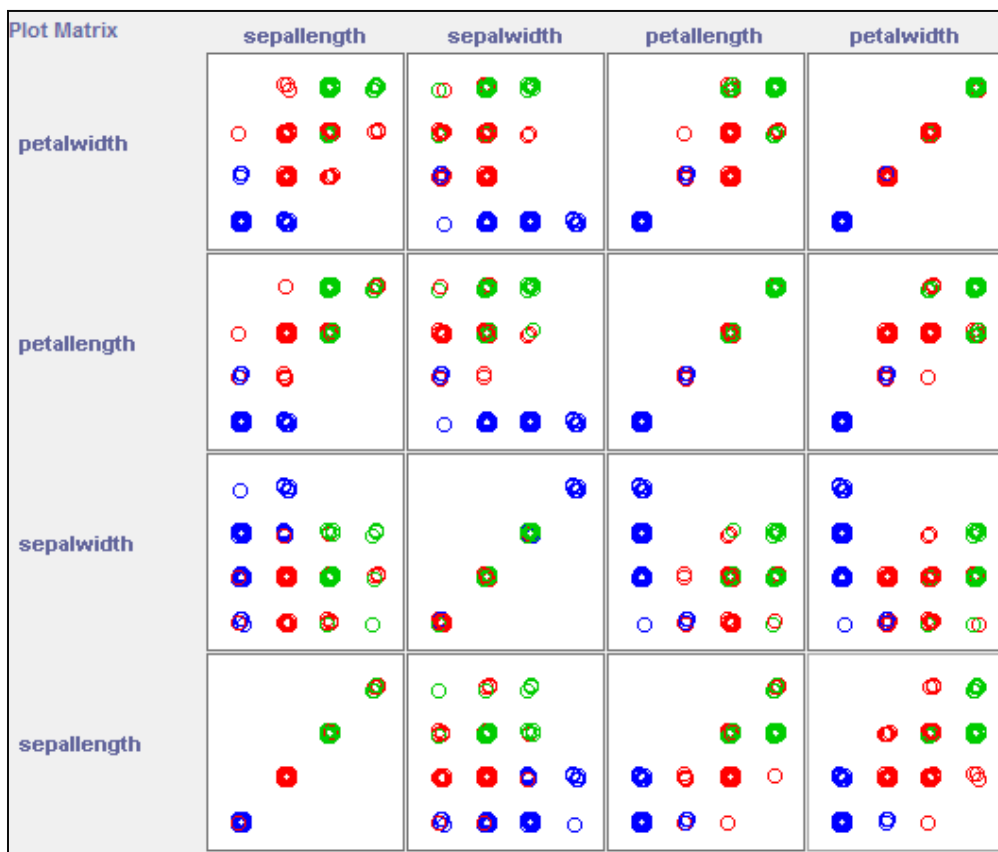 Plot Matrix
sepallength sepalwidth petallength petalwidth
petalwidth
petallength
sepalwidth
sepallength